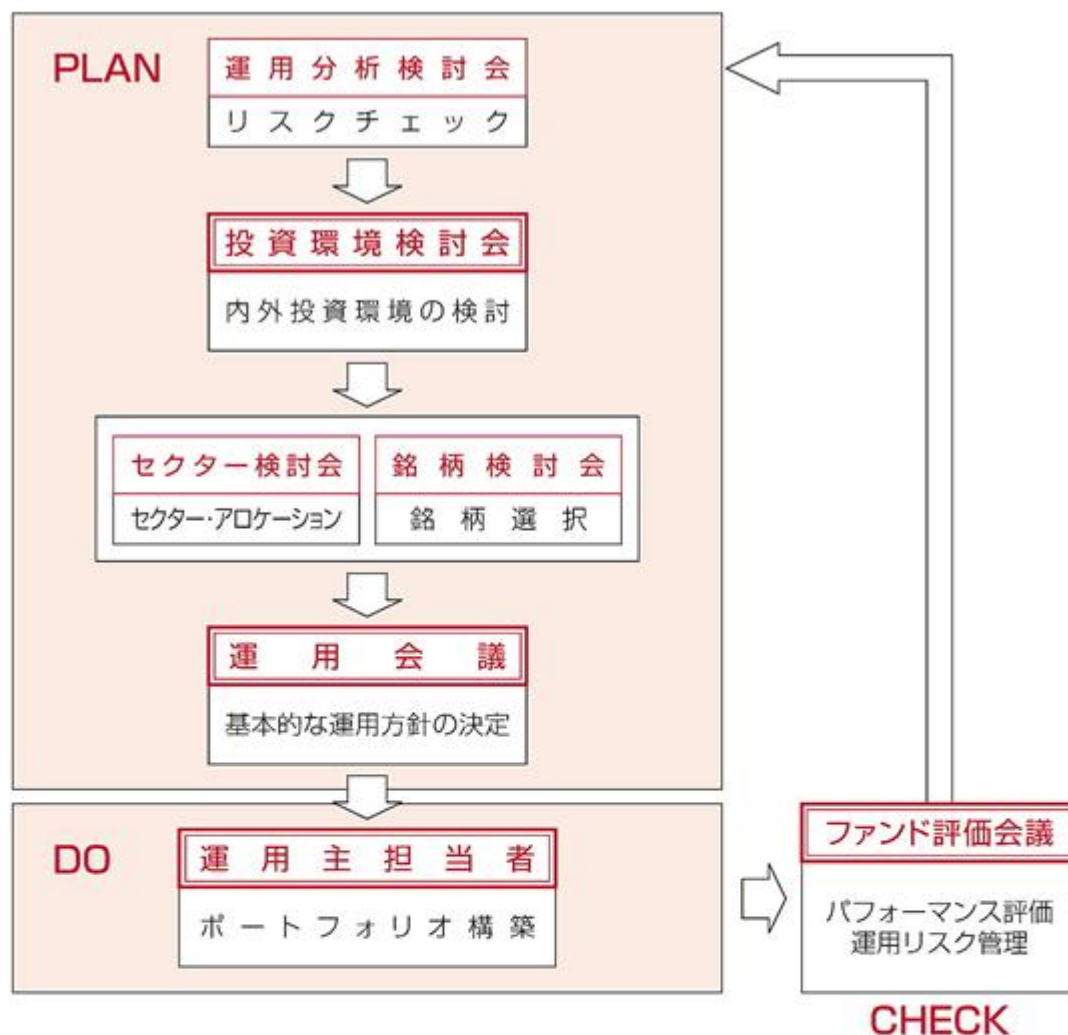 PLAN
運用分析検討会
リスクチェック
投資環境検討会
内外投資環境の検討
セクター検討会
セクター・アロケーション
銘柄検討会
銘柄選択
運用会議
基本的な運用方針の決定
DO
運用主担当者
ポートフォリオ構築
ファンド評価会議
パフォーマンス評価
運用リスク管理
CHECK